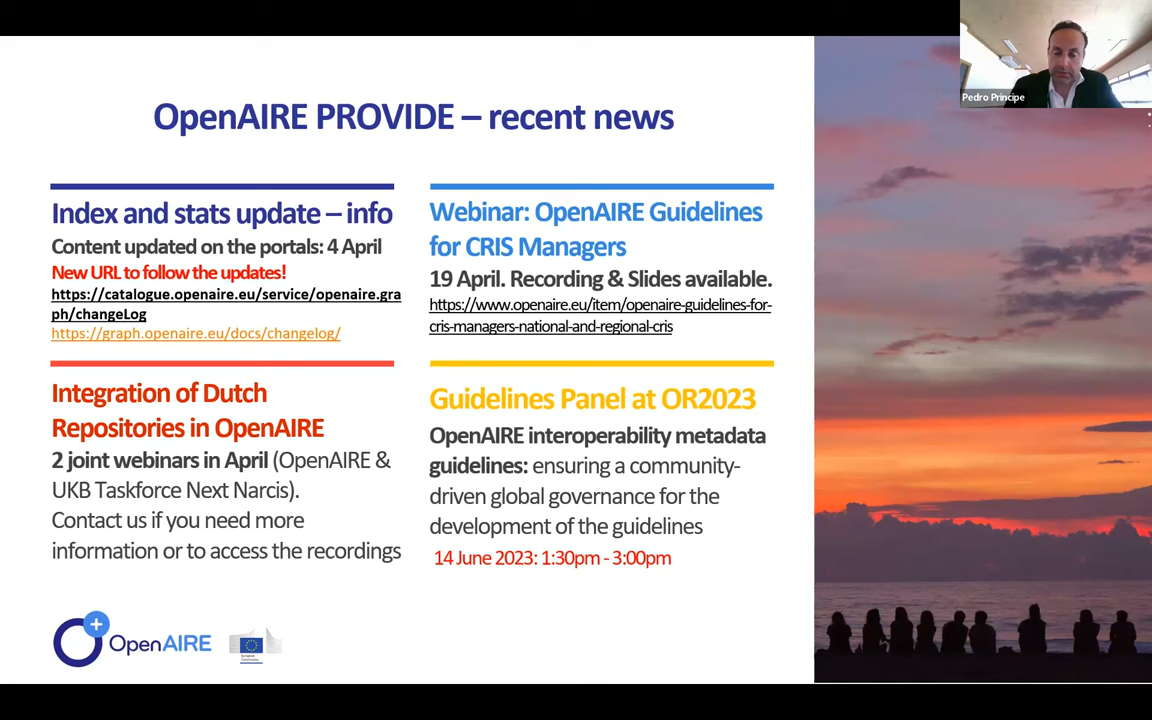 Pedro Principe
OpenAIRE PROVIDE – recent news
Index and stats update – info
Content updated on the portals: 4 April
New URL to follow the updates!
https://catalogue.openaire.eu/service/openaire.gra
ph/changeLog
https://graph.openaire.eu/docs/changelog/
Webinar: OpenAIRE Guidelines
for CRIS Managers
19 April. Recording & Slides available.
https://www.openaire.eu/item/openaire-guidelines-for-
cris-managers-national-and-regional-cris
Integration of Dutch
Repositories in OpenAIRE
2 joint webinars in April (OpenAIRE &
UKB Taskforce Next Narcis).
Contact us if you need more
information or to access the recordings
Guidelines Panel at OR2023
OpenAIRE interoperability metadata
guidelines: ensuring a community-
driven global governance for the
development of the guidelines
14 June 2023: 1:30pm - 3:00pm
OpenAIRE